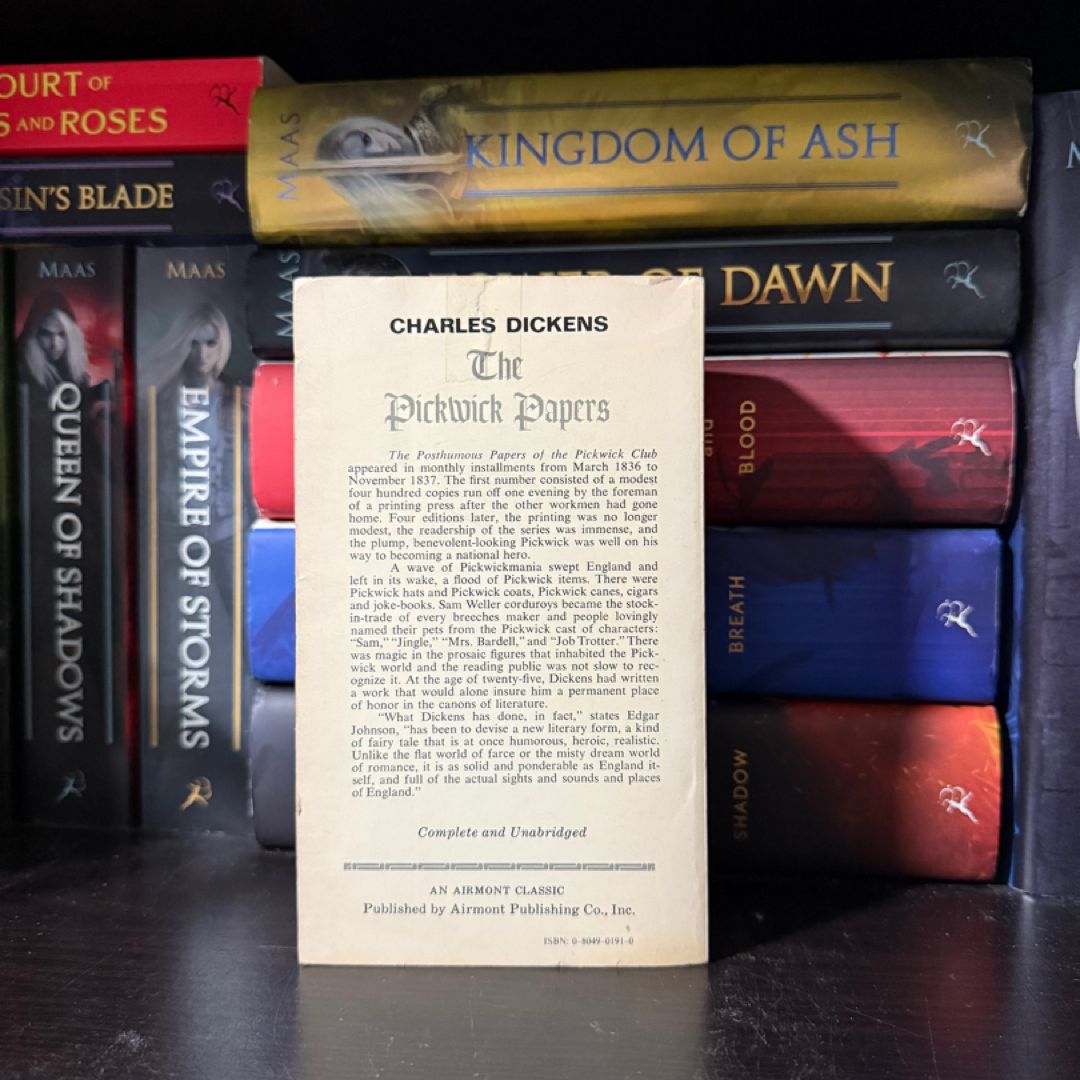 OURT OF
S AND ROSES
SIN'S BLADE
MAAS
QUEEN OF SHADOWS
MAAS
EMPIRE OF STORMS
MAAS
KINGDOM OF ASH
MAAS
OF DAWN
and
BLOOD
BREATH
SHADOW
CHARLES DICKENS
The
Pickwick Papers
The Posthumous Papers of the Pickwick Club
appeared in monthly installments from March 1836 to
November 1837. The first number consisted of a modest
four hundred copies run off one evening by the foreman
of a printing press after the other workmen had gone
home. Four editions later, the printing was no longer
modest, the readership of the series was immense, and
the plump, benevolent-looking Pickwick was well on his
way to becoming a national hero.
A wave of Pickwickmania swept England and
left in its wake, a flood of Pickwick items. There were
Pickwick hats and Pickwick coats, Pickwick canes, cigars
and joke-books. Sam Weller corduroys became the stock-
in-trade of every breeches maker and people lovingly
named their pets from the Pickwick cast of characters:
"Sam," "Jingle," "Mrs. Bardell," and "Job Trotter." There
was magic in the prosaic figures that inhabited the Pick-
wick world and the reading public was not slow to rec-
ognize it. At the age of twenty-five, Dickens had written
a work that would alone insure him a permanent place
of honor in the canons of literature.
"What Dickens has done, in fact," states Edgar
Johnson, "has been to devise a new literary form, a kind
of fairy tale that is at once humorous, heroic, realistic.
Unlike the flat world of farce or the misty dream world
of romance, it is as solid and ponderable as England it-
self, and full of the actual sights and sounds and places
of England."
Complete and Unabridged
AN AIRMONT CLASSIC
Published by Airmont Publishing Co., Inc.
ISBN: 0-8049-0191-0